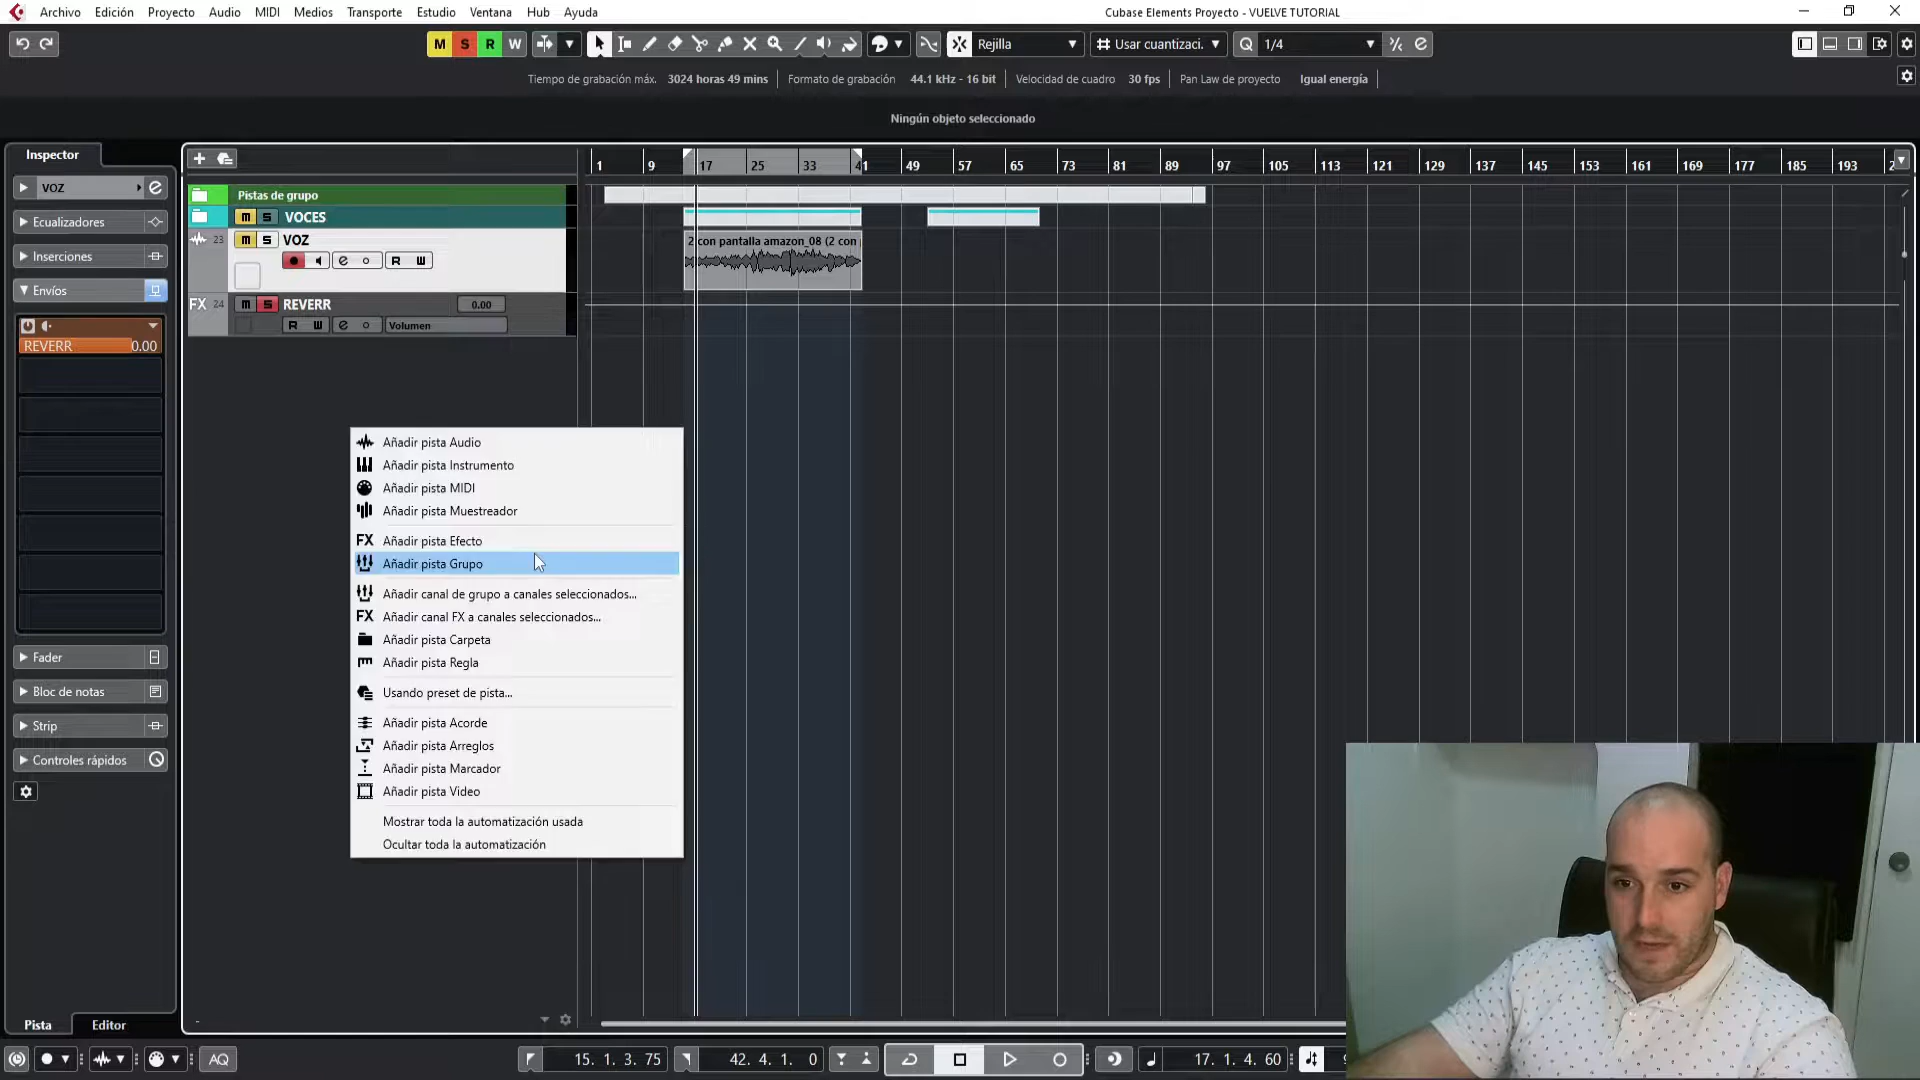 Archivo Edición Proyecto Audio MIDI Medios Transporte Estudio Ventana Hub Ayuda
Cubase Elements Proyecto - VUELVE TUTORIAL
M S R W Rejilla # Usar cuantizaci. Q 1/4
Tiempo de grabación máx. 3024 horas 49 mins Formato de grabación 44.1 kHz - 16 bit Velocidad de cuadro 30 fps Pan Law de proyecto Igual energía
Ningún objeto seleccionado
Inspector
1 9 17 25 33 41 49 57 65 73 81 89 97 105 113 121 129 137 145 153 161 169 177 185 193 2
VOZ
Ecualizadores
Inserciones
Envíos
REVERR 0.00
Fader
Bloc de notas
Strip
Controles rápidos
Pistas de grupo
m S VOCES
23 m S VOZ
R W
2 con pantalla amazon_08 (2 con
FX 24 m S REVERR 0.00
R W Volumen
Añadir pista Audio
Añadir pista Instrumento
Añadir pista MIDI
Añadir pista Muestreador
FX Añadir pista Efecto
Añadir pista Grupo
Añadir canal de grupo a canales seleccionados...
FX Añadir canal FX a canales seleccionados...
Añadir pista Carpeta
Añadir pista Regla
Usando preset de pista...
Añadir pista Acorde
Añadir pista Arreglos
Añadir pista Marcador
Añadir pista Video
Mostrar toda la automatización usada
Ocultar toda la automatización
Pista Editor
AQ 15. 1. 3. 75 42. 4. 1. 0 17. 1. 4. 60